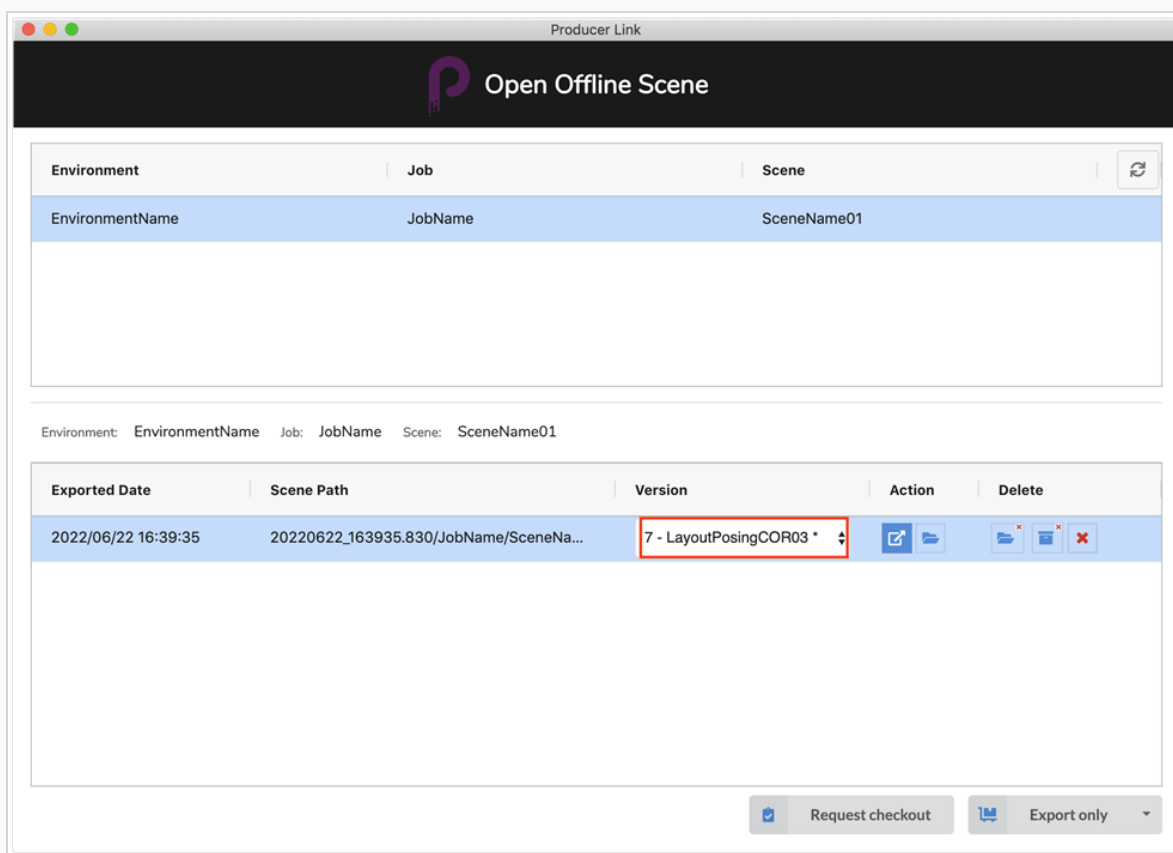 Producer Link
Open Offline Scene
Environment Job Scene
EnvironmentName JobName SceneName01
Environment: EnvironmentName Job: JobName Scene: SceneName01
Exported Date Scene Path Version Action Delete
2022/06/22 16:39:35 20220622_163935.830/JobName/SceneNa... 7 - LayoutPosingCOR03 *
Request checkout Export only